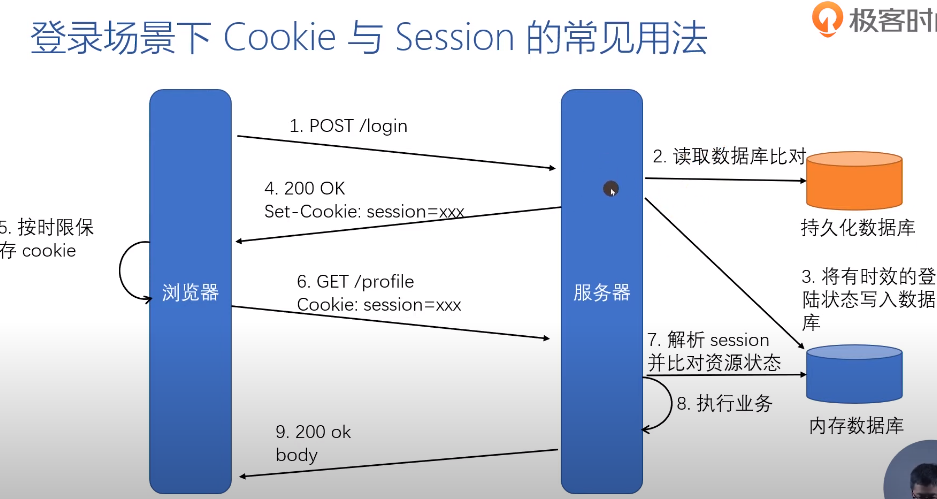 登录场景下 Cookie 与 Session 的常见用法
极客时
1. POST /login
2. 读取数据库比对
4. 200 OK
Set-Cookie: session=xxx
持久化数据库
5. 按时限保
存 cookie
6. GET /profile
Cookie: session=xxx
浏览器
服务器
3. 将有时效的登
陆状态写入数据
库
7. 解析 session
并比对资源状态
8. 执行业务
内存数据库
9. 200 ok
body